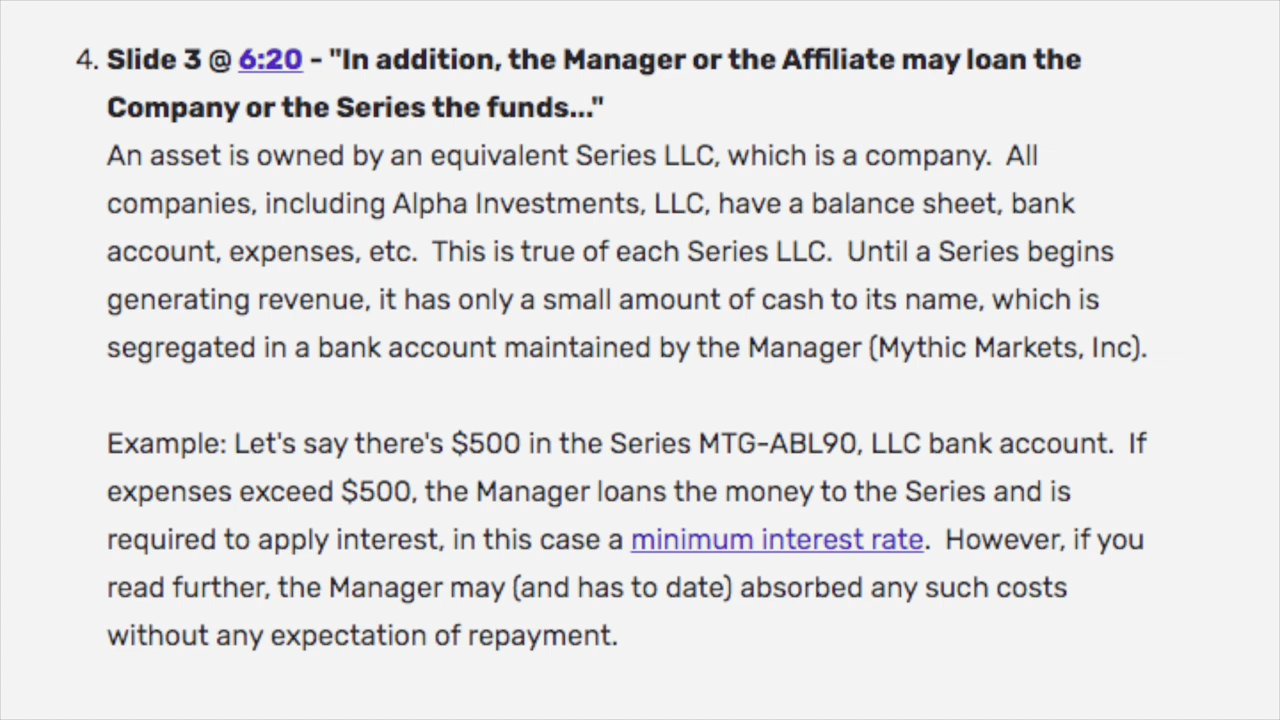 4. Slide 3 @ 6:20 - "In addition, the Manager or the Affiliate may loan the
Company or the Series the funds..."
An asset is owned by an equivalent Series LLC, which is a company.  All
companies, including Alpha Investments, LLC, have a balance sheet, bank
account, expenses, etc.  This is true of each Series LLC.  Until a Series begins
generating revenue, it has only a small amount of cash to its name, which is
segregated in a bank account maintained by the Manager (Mythic Markets, Inc).
Example: Let's say there's $500 in the Series MTG-ABL90, LLC bank account.  If
expenses exceed $500, the Manager loans the money to the Series and is
required to apply interest, in this case a minimum interest rate.  However, if you
read further, the Manager may (and has to date) absorbed any such costs
without any expectation of repayment.